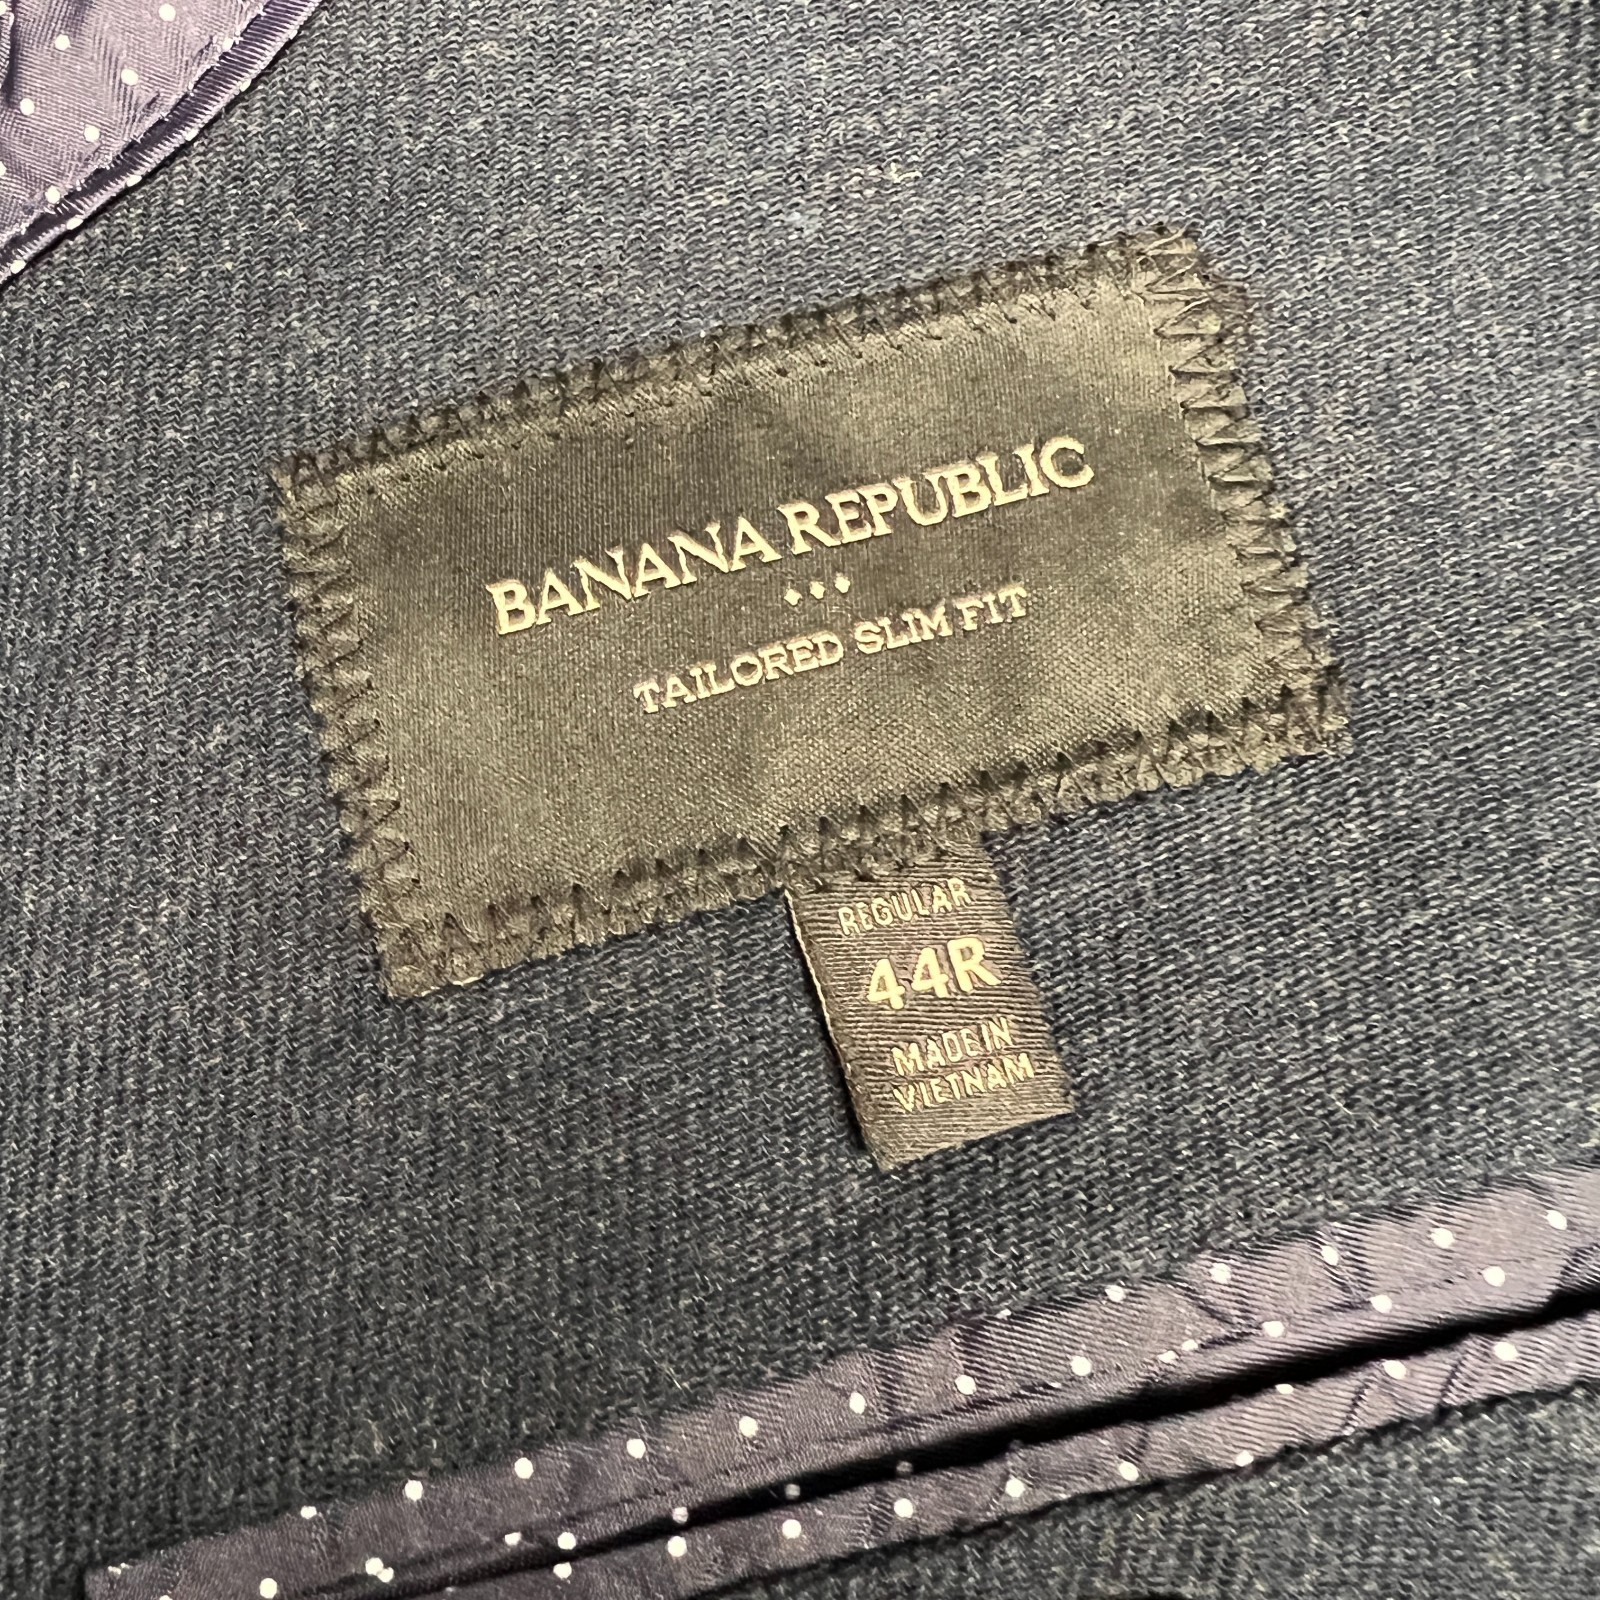 BANANA REPUBLIC
TAILORED SLIM FIT
REGULAR
44R
MADE IN
VIETNAM